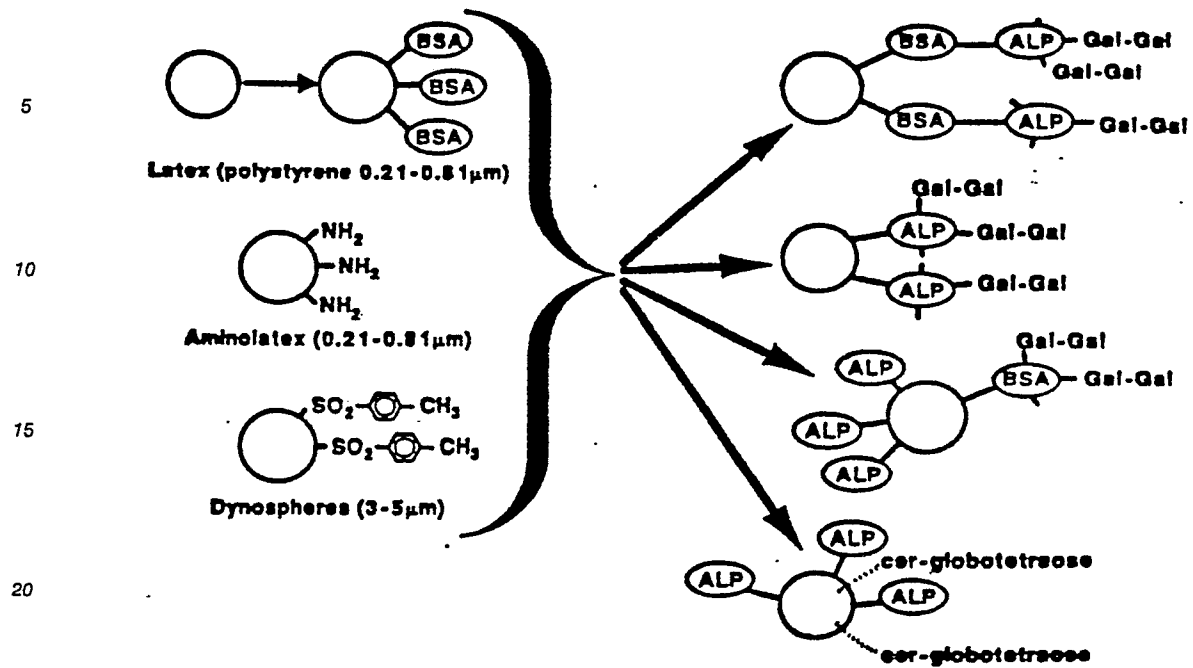 BSA
BSA
BSA
5
Latex (polystyrene 0.21-0.81μm)
NH2
NH2
NH2
10
Aminolatex (0.21-0.81μm)
SO2 CH3
SO2 CH3
15
Dynospheres (3-5μm)
20
BSA ALP Gal-Gal
Gal-Gal
BSA ALP Gal-Gal
Gal-Gal
ALP Gal-Gal
ALP Gal-Gal
Gal-Gal
ALP BSA Gal-Gal
ALP
ALP
ALP
cer-globotetraose
ALP ALP
cer-globotetraose